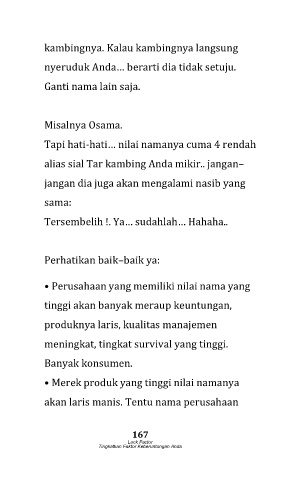 kambingnya. Kalau kambingnya langsung
nyeruduk Anda… berarti dia tidak setuju.
Ganti nama lain saja.
Misalnya Osama.
Tapi hati-hati… nilai namanya cuma 4 rendah
alias sial Tar kambing Anda mikir.. jangan–
jangan dia juga akan mengalami nasib yang
sama:
Tersembelih !. Ya… sudahlah… Hahaha..
Perhatikan baik–baik ya:
• Perusahaan yang memiliki nilai nama yang
tinggi akan banyak meraup keuntungan,
produknya laris, kualitas manajemen
meningkat, tingkat survival yang tinggi.
Banyak konsumen.
• Merek produk yang tinggi nilai namanya
akan laris manis. Tentu nama perusahaan
167
Luck Factor
Tingkatkan Faktor Keberuntungan Anda